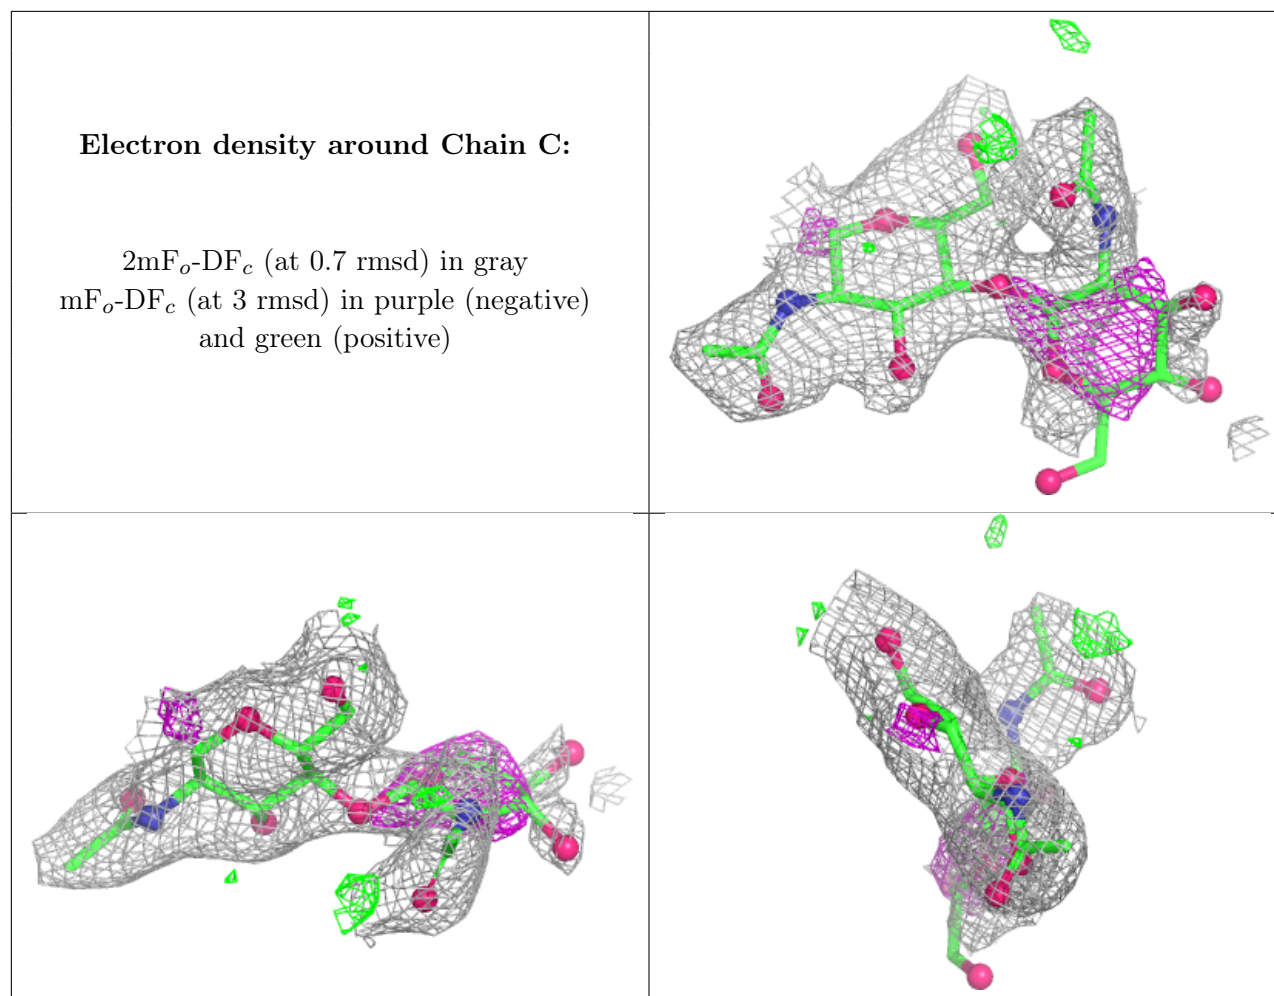 Electron density around Chain C:
2mFₒ-DF𝒸 (at 0.7 rmsd) in gray
mFₒ-DF𝒸 (at 3 rmsd) in purple (negative)
and green (positive)